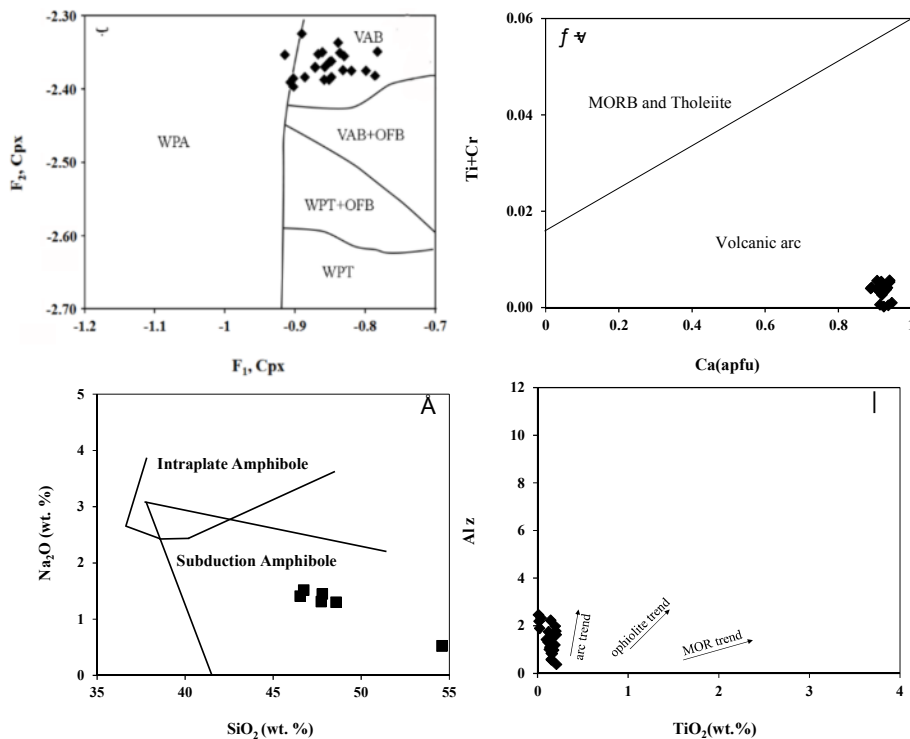 -2.30
-2.40
-2.50
-2.60
-2.70
F2, Cpx
VAB
VAB+OFB
WPA
WPT+OFB
WPT
-1.2 -1.1 -1 -0.9 -0.8 -0.7
F1, Cpx
0.06
0.04
0.02
0.00
Ti+Cr
MORB and Tholeiite
Volcanic arc
0 0.2 0.4 0.6 0.8 1
Ca(apfu)
5
4
3
2
1
0
Na2O (wt. %)
Å
Intraplate Amphibole
Subduction Amphibole
35 40 45 50 55
SiO2 (wt. %)
12
10
8
6
4
2
0
Al z
arc trend
ophiolite trend
MOR trend
0 1 2 3 4
TiO2(wt.%)